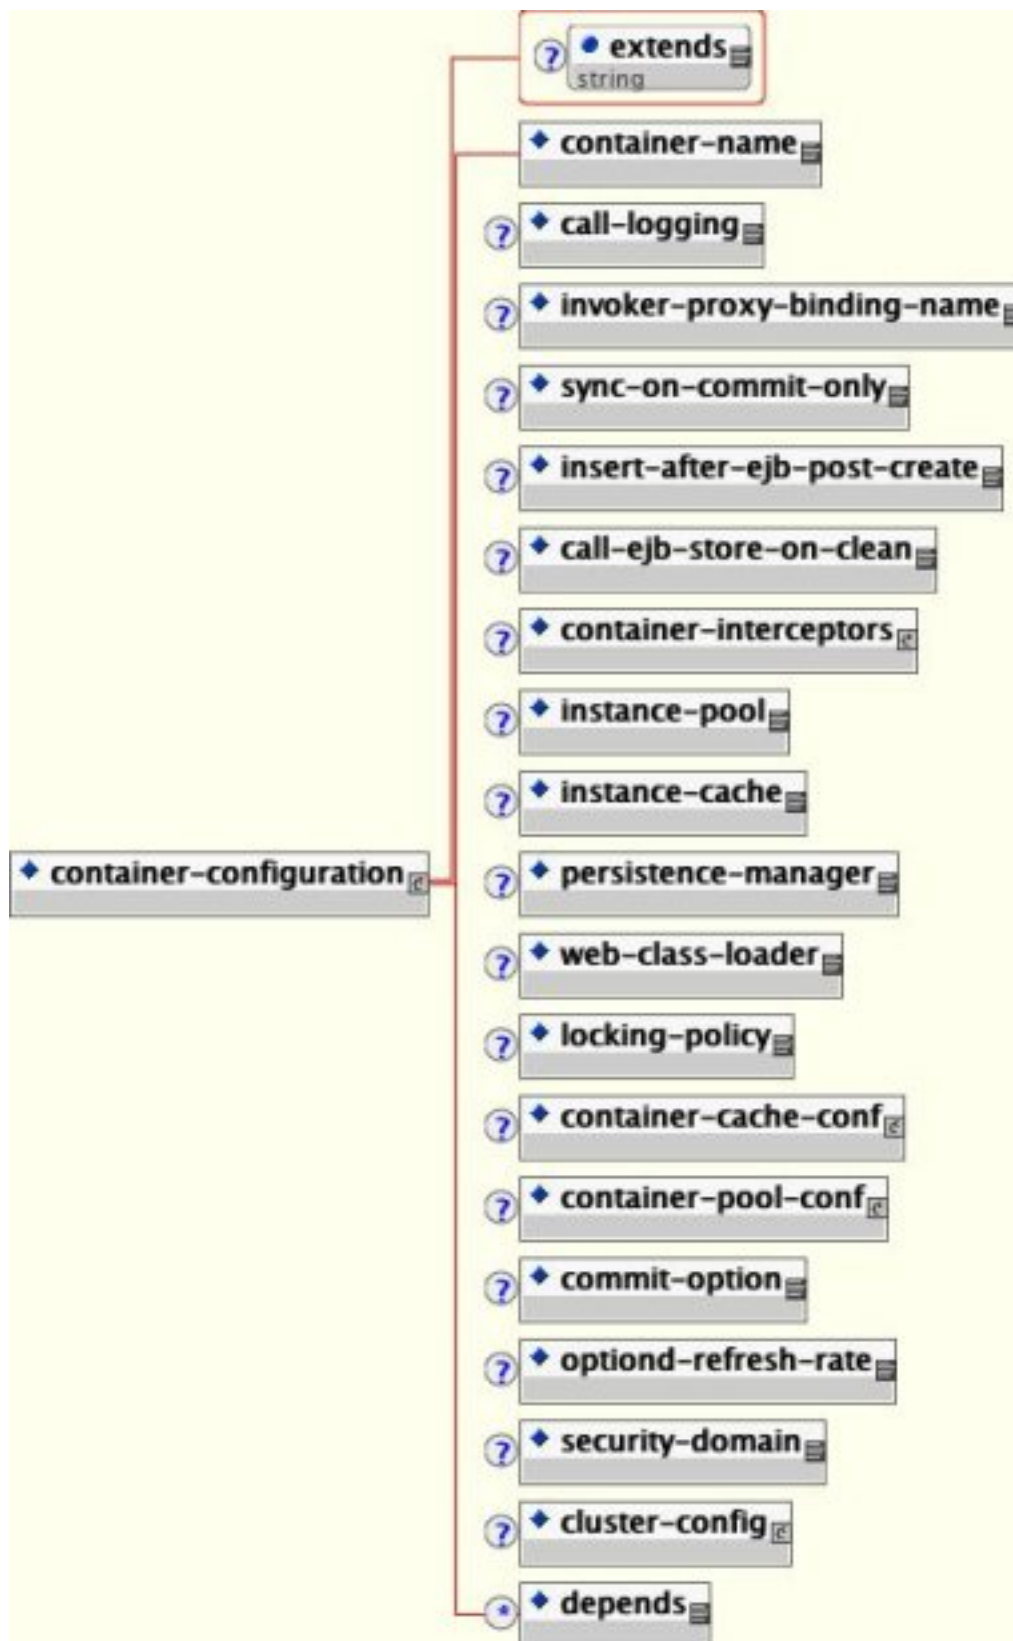 ? extends
string
container-name
? call-logging
? invoker-proxy-binding-name
? sync-on-commit-only
? insert-after-ejb-post-create
? call-ejb-store-on-clean
? container-interceptors
? instance-pool
? instance-cache
container-configuration
? persistence-manager
? web-class-loader
? locking-policy
? container-cache-conf
? container-pool-conf
? commit-option
? optiond-refresh-rate
? security-domain
? cluster-config
* depends